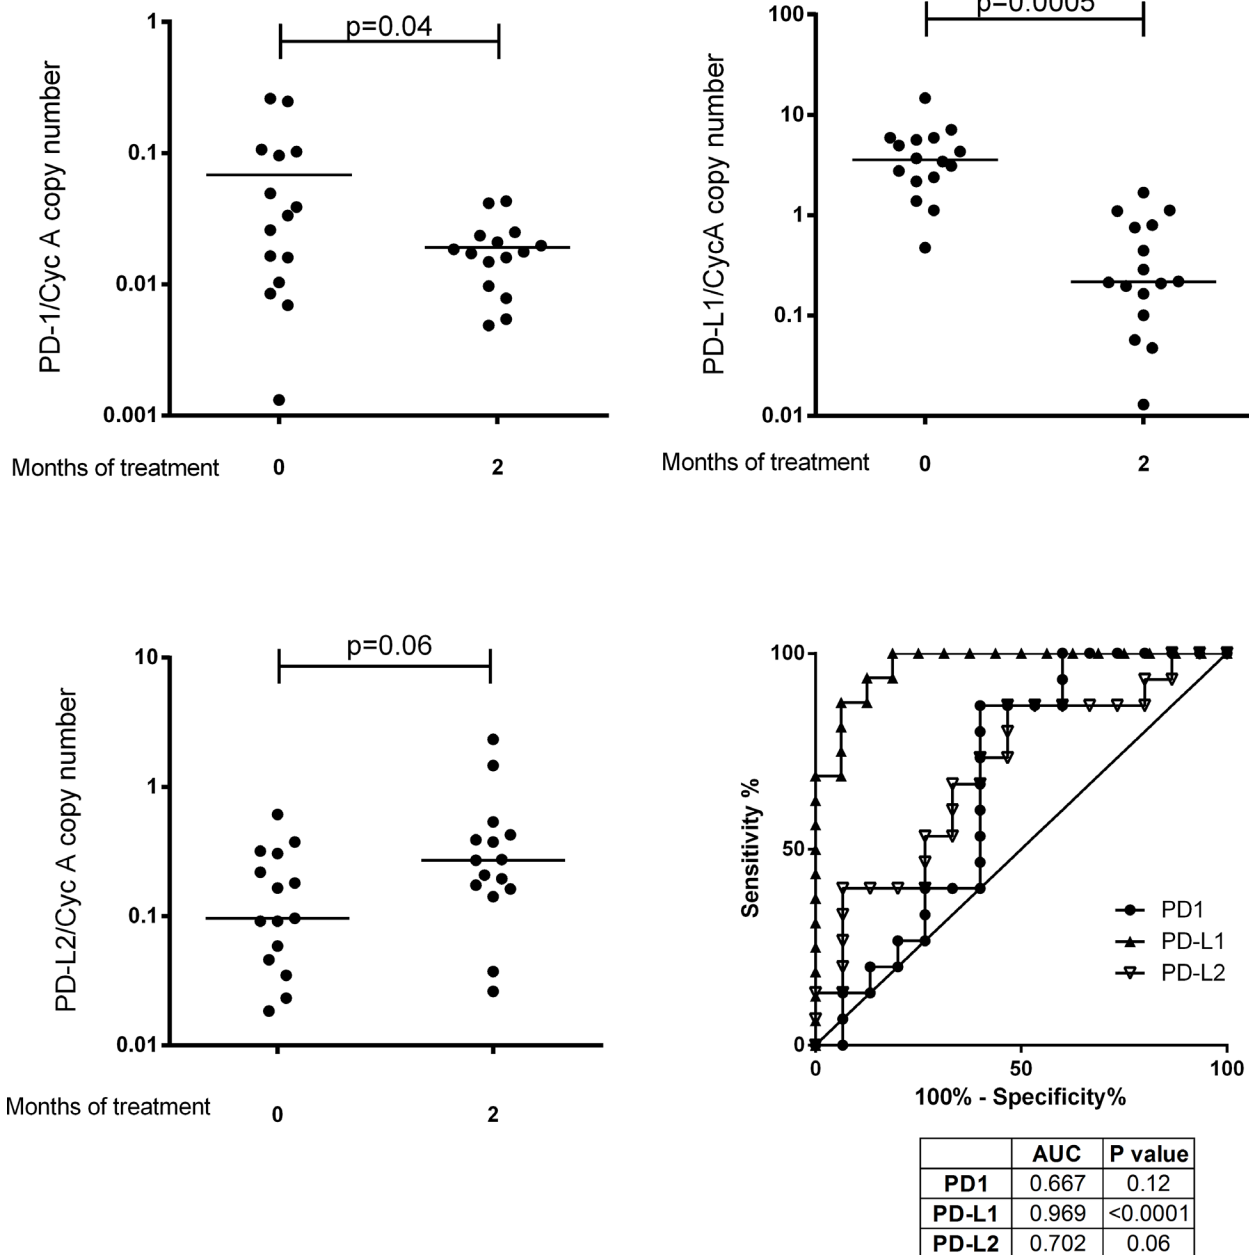 PD-1/Cyc A copy number
1
0.1
0.01
0.001
p=0.04
Months of treatment 0 2
PD-L1/CycA copy number
100
10
1
0.1
0.01
p=0.0005
Months of treatment 0 2
PD-L2/Cyc A copy number
10
1
0.1
0.01
p=0.06
Months of treatment 0 2
Sensitivity %
100
50
0
0 50 100
100% - Specificity%
PD1
PD-L1
PD-L2
AUC P value
PD1 0.667 0.12
PD-L1 0.969 <0.0001
PD-L2 0.702 0.06